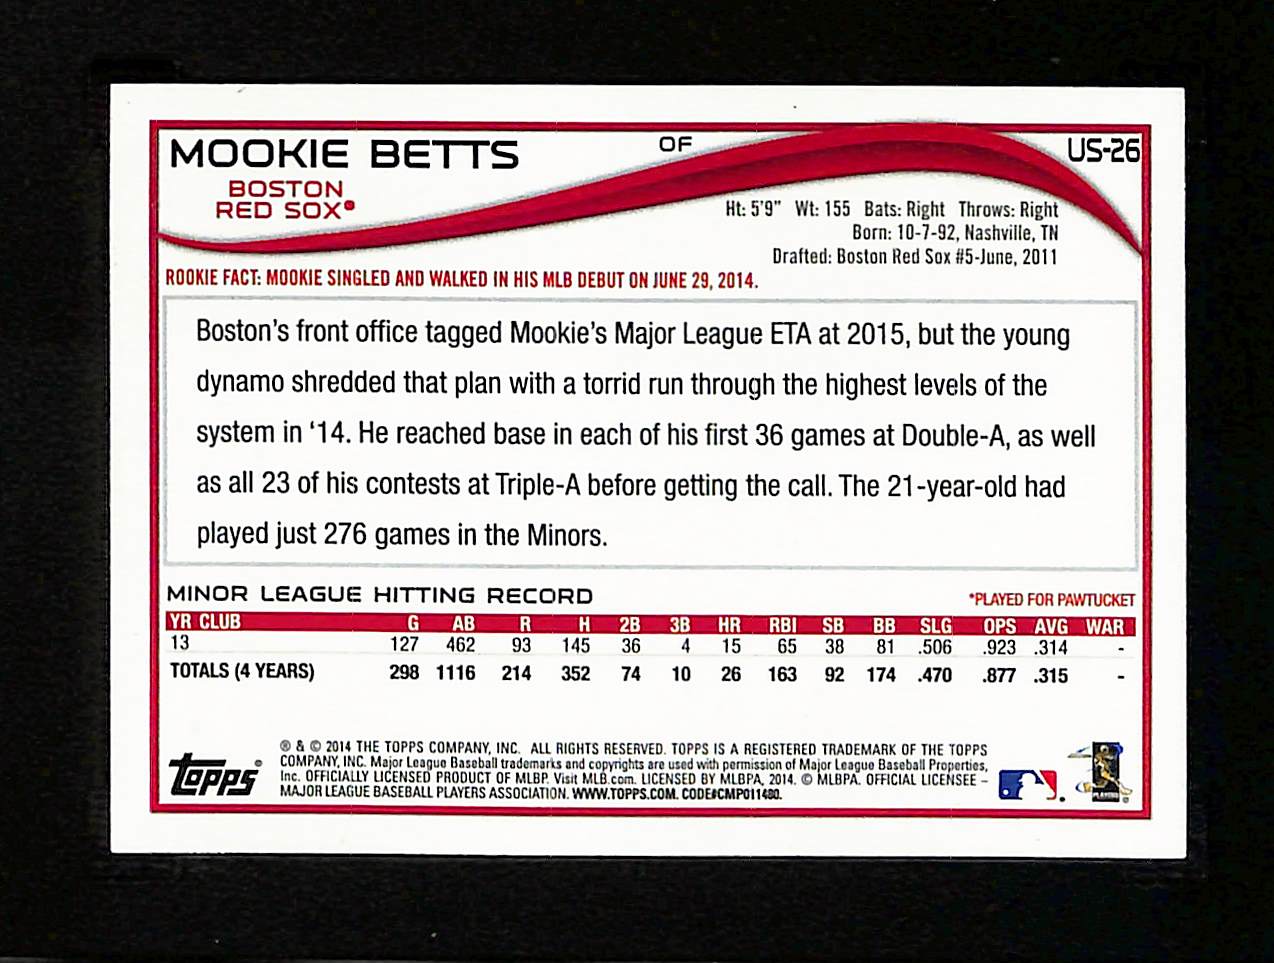 MOOKIE BETTS
OF
US-26
BOSTON
RED SOX®
Ht: 5'9" Wt: 155 Bats: Right Throws: Right
Born: 10-7-92, Nashville, TN
Drafted: Boston Red Sox #5-June, 2011
ROOKIE FACT: MOOKIE SINGLED AND WALKED IN HIS MLB DEBUT ON JUNE 29, 2014.
Boston's front office tagged Mookie's Major League ETA at 2015, but the young
dynamo shredded that plan with a torrid run through the highest levels of the
system in ‘14. He reached base in each of his first 36 games at Double-A, as well
as all 23 of his contests at Triple-A before getting the call. The 21-year-old had
played just 276 games in the Minors.
MINOR LEAGUE HITTING RECORD
*PLAYED FOR PAWTUCKET
YR CLUB G AB R H 2B 3B HR RBI SB BB SLG OPS AVG WAR
13 127 462 93 145 36 4 15 65 38 81 .506 .923 .314 -
TOTALS (4 YEARS) 298 1116 214 352 74 10 26 163 92 174 .470 .877 .315 -
Topps®
® & © 2014 THE TOPPS COMPANY, INC. ALL RIGHTS RESERVED. TOPPS IS A REGISTERED TRADEMARK OF THE TOPPS
COMPANY, INC. Major League Baseball trademarks and copyrights are used with permission of Major League Baseball Properties,
Inc. OFFICIALLY LICENSED PRODUCT OF MLBP. Visit MLB.com. LICENSED BY MLBPA, 2014. © MLBPA. OFFICIAL LICENSEE –
MAJOR LEAGUE BASEBALL PLAYERS ASSOCIATION. WWW.TOPPS.COM. CODE#CMP011480.